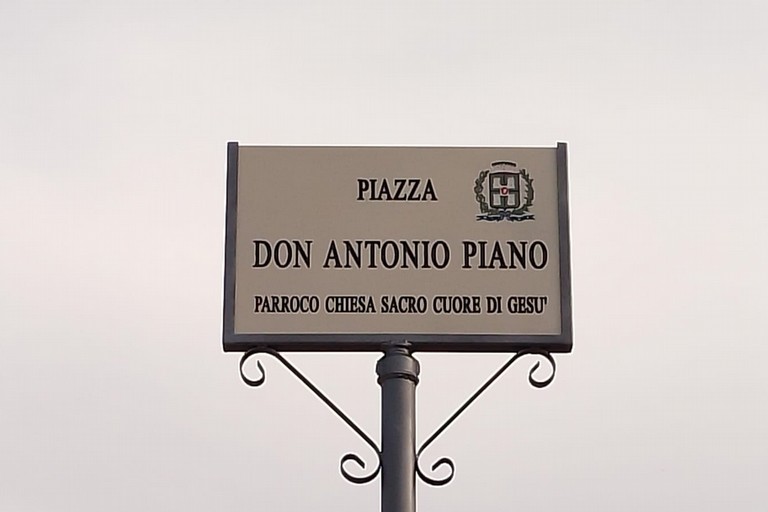 PIAZZA
DON ANTONIO PIANO
PARROCO CHIESA SACRO CUORE DI GESU'